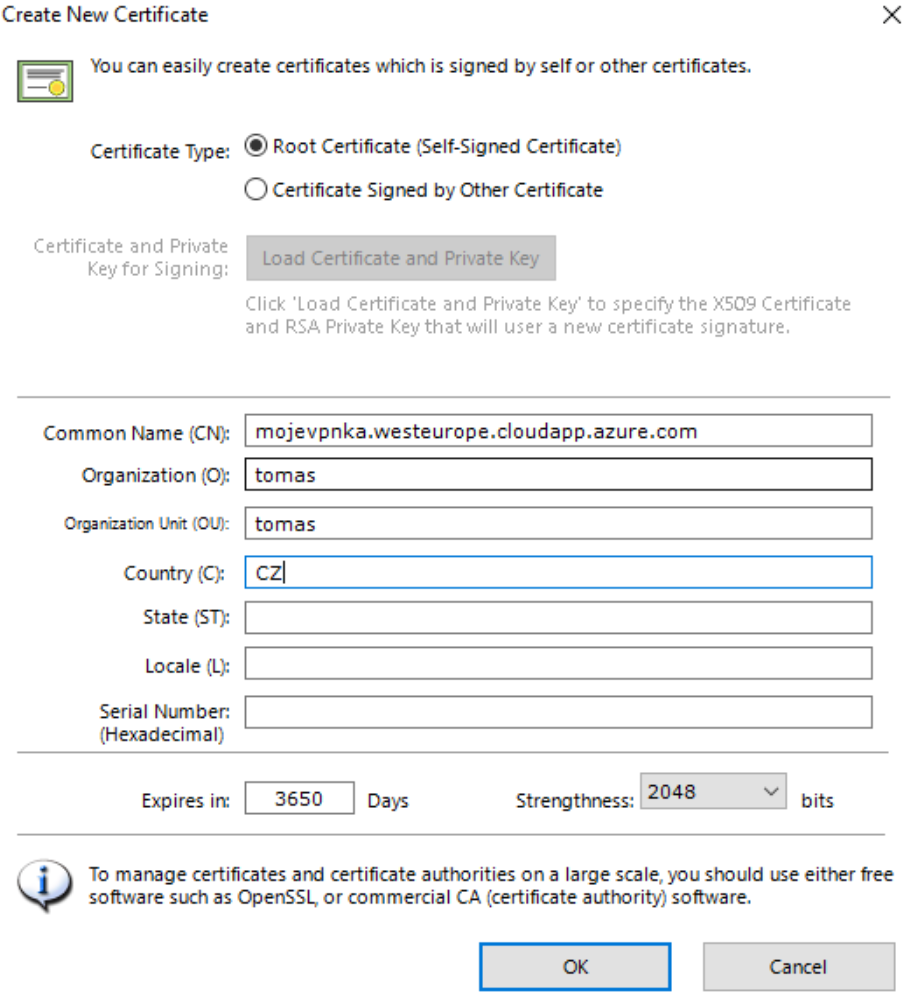 Create New Certificate
You can easily create certificates which is signed by self or other certificates.
Certificate Type:
Root Certificate (Self-Signed Certificate)
Certificate Signed by Other Certificate
Certificate and Private
Key for Signing:
Load Certificate and Private Key
Click 'Load Certificate and Private Key' to specify the X509 Certificate
and RSA Private Key that will user a new certificate signature.
Common Name (CN): mojevpnka.westeurope.cloudapp.azure.com
Organization (O): tomas
Organization Unit (OU): tomas
Country (C): CZ
State (ST):
Locale (L):
Serial Number:
(Hexadecimal)
Expires in: 3650 Days Strengthness: 2048 bits
To manage certificates and certificate authorities on a large scale, you should use either free
software such as OpenSSL, or commercial CA (certificate authority) software.
OK Cancel